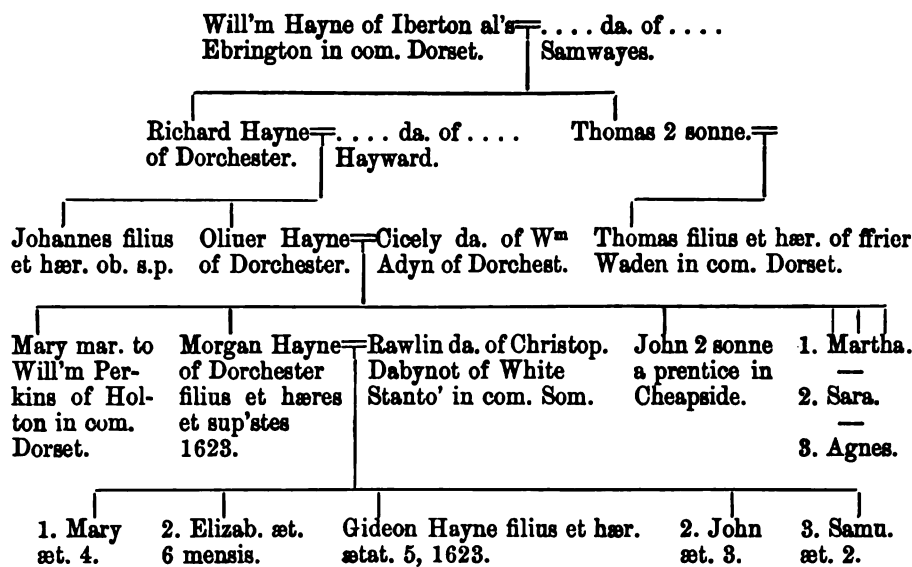 Will'm Hayne of Iberton al's=. . . . da. of . . . .
Ebrington in com. Dorset. Samwayes.
Richard Hayne=. . . . da. of . . . . Thomas 2 sonne.=
of Dorchester. Hayward.
Johannes filius Oliuer Hayne=Cicely da. of Wᵐ Thomas filius et hær. of ffrier
et hær. ob. s.p. of Dorchester. Adyn of Dorchest. Waden in com. Dorset.
Mary mar. to Morgan Hayne=Rawlin da. of Christop. John 2 sonne 1. Martha.
Will'm Per- of Dorchester Dabynot of White a prentice in —
kins of Hol- filius et hæres Stanto' in com. Som. Cheapside. 2. Sara.
ton in com. et sup'stes —
Dorset. 1623. 3. Agnes.
1. Mary 2. Elizab. æt. Gideon Hayne filius et hær. 2. John 3. Samu.
æt. 4. 6 mensis. ætat. 5, 1623. æt. 3. æt. 2.